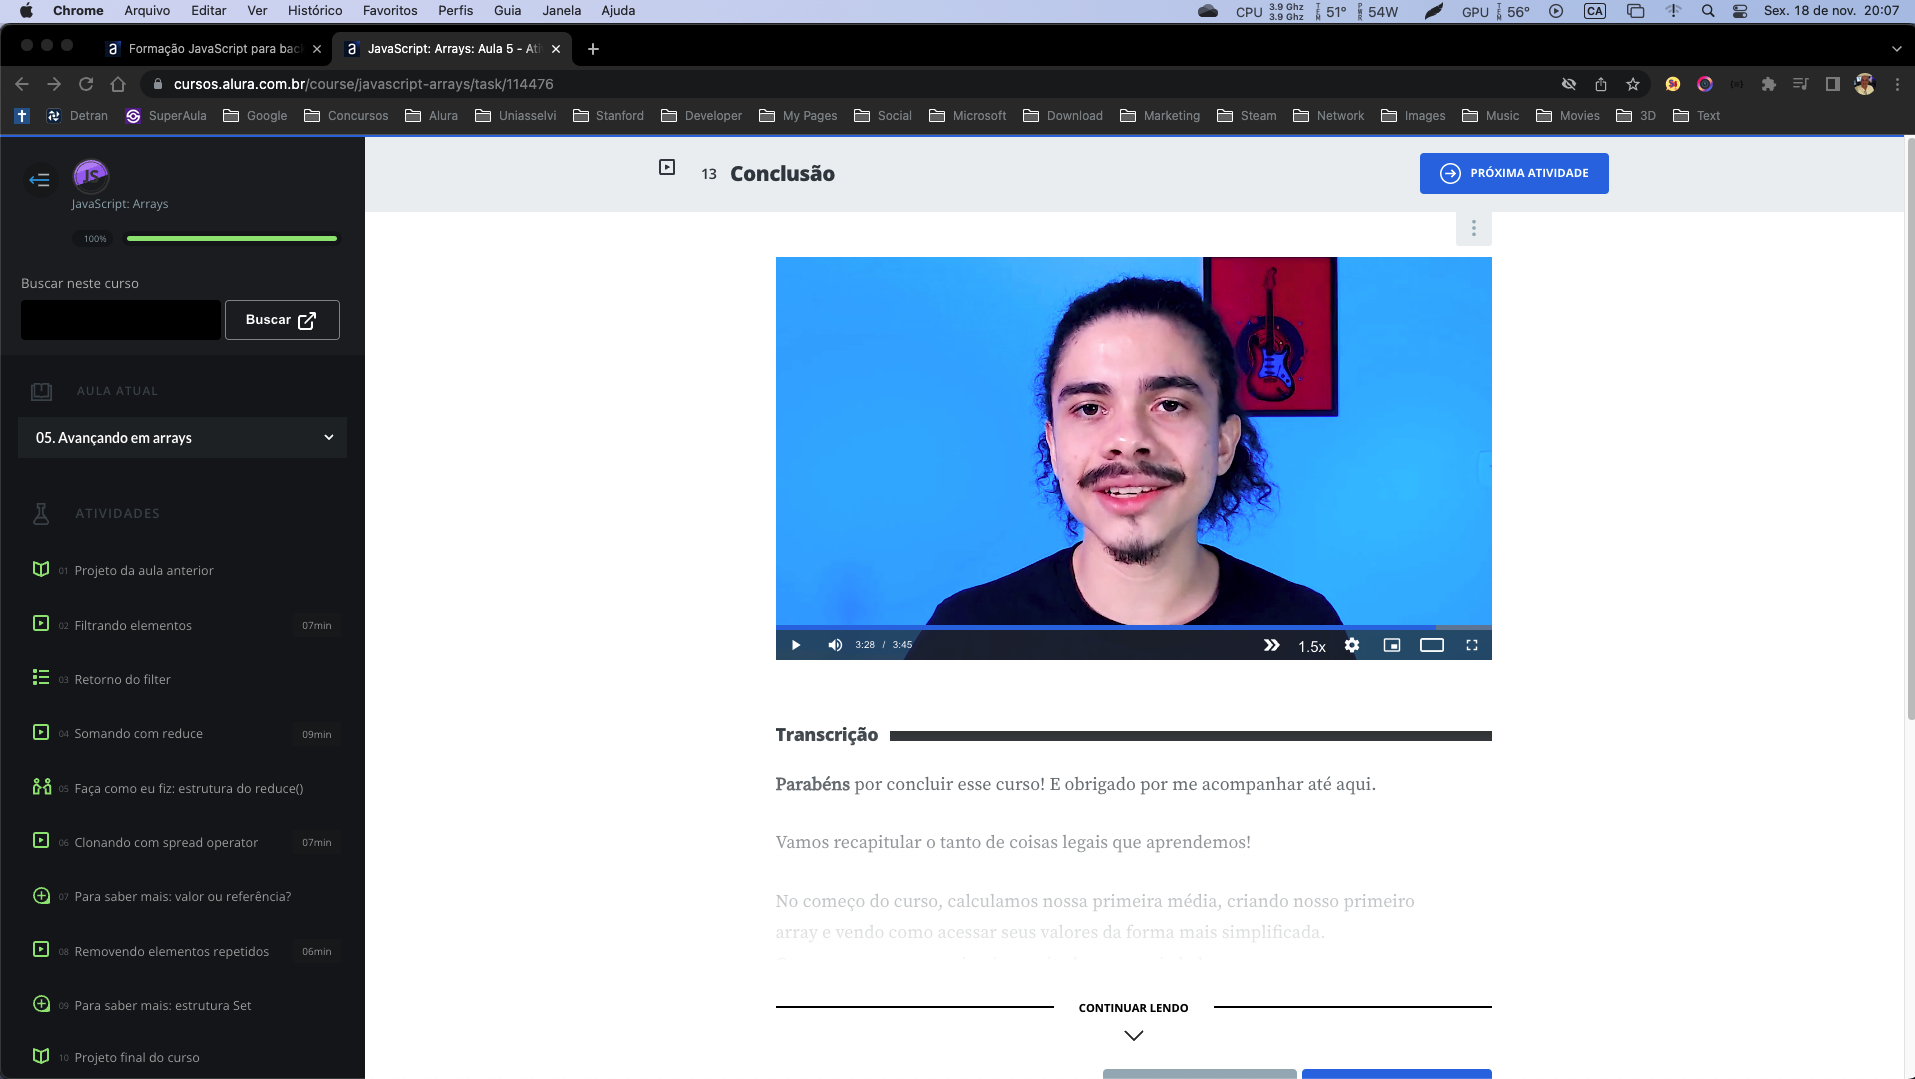 Chrome Arquivo Editar Ver Histórico Favoritos Perfis Guia Janela Ajuda
CPU 3.9 Ghz 3.9 Ghz TEM 51° PWR 54W GPU TEM 56° CA Sex. 18 de nov. 20:07
Formação JavaScript para bac
JavaScript: Arrays: Aula 5 - Ati
cursos.alura.com.br/course/javascript-arrays/task/114476
Detran SuperAula Google Concursos Alura Uniasselvi Stanford Developer My Pages Social Microsoft Download Marketing Steam Network Images Music Movies 3D Text
JS
JavaScript: Arrays
100%
Buscar neste curso
Buscar
AULA ATUAL
05. Avançando em arrays
ATIVIDADES
01 Projeto da aula anterior
02 Filtrando elementos 07min
03 Retorno do filter
04 Somando com reduce 09min
05 Faça como eu fiz: estrutura do reduce()
06 Clonando com spread operator 07min
07 Para saber mais: valor ou referência?
08 Removendo elementos repetidos 06min
09 Para saber mais: estrutura Set
10 Projeto final do curso
13 Conclusão
PRÓXIMA ATIVIDADE
3:28 / 3:45
1.5x
Transcrição
Parabéns por concluir esse curso! E obrigado por me acompanhar até aqui.
Vamos recapitular o tanto de coisas legais que aprendemos!
No começo do curso, calculamos nossa primeira média, criando nosso primeiro
array e vendo como acessar seus valores da forma mais simplificada.
CONTINUAR LENDO